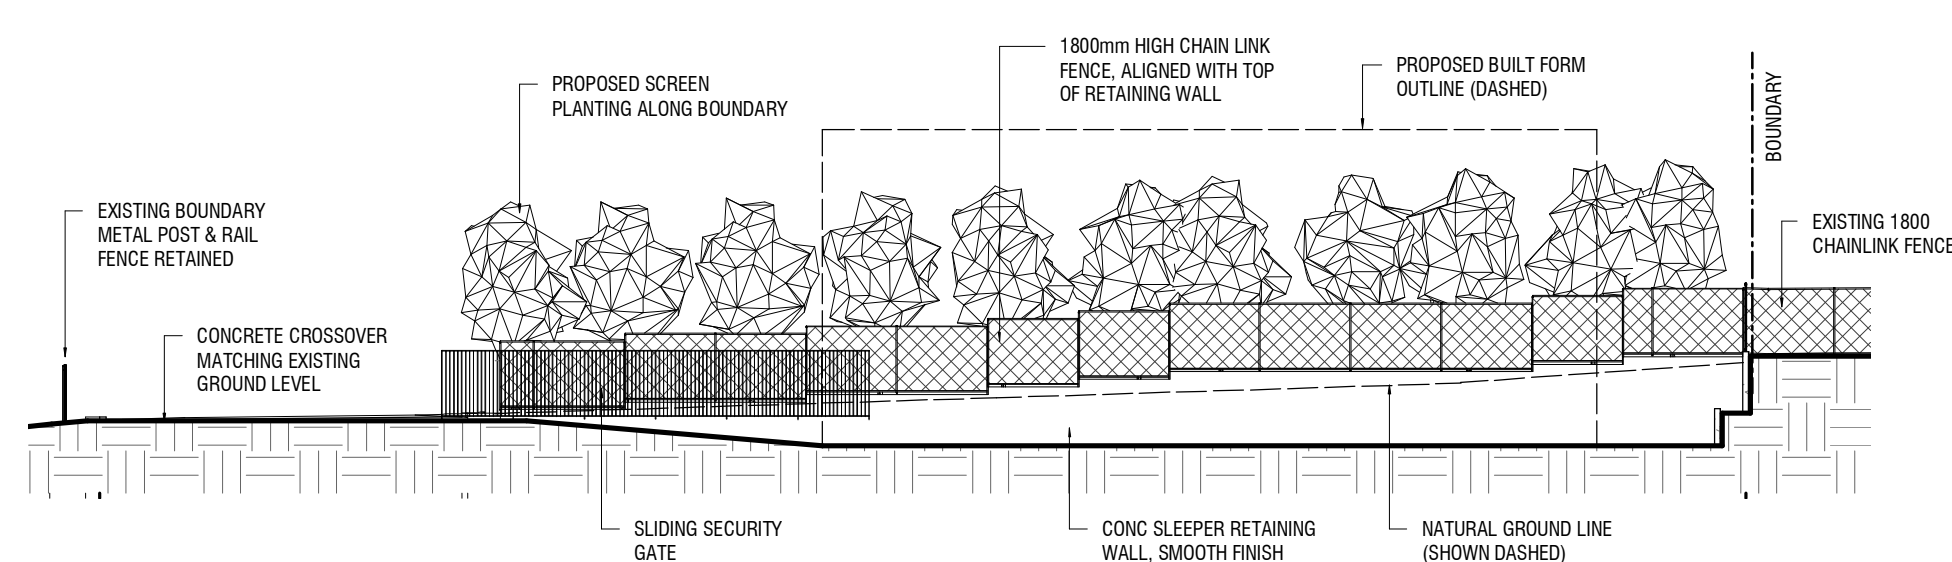 1800mm HIGH CHAIN LINK
FENCE, ALIGNED WITH TOP
OF RETAINING WALL
PROPOSED BUILT FORM
OUTLINE (DASHED)
PROPOSED SCREEN
PLANTING ALONG BOUNDARY
BOUNDARY
EXISTING BOUNDARY
METAL POST & RAIL
FENCE RETAINED
EXISTING 1800
CHAINLINK FENCE
CONCRETE CROSSOVER
MATCHING EXISTING
GROUND LEVEL
SLIDING SECURITY
GATE
CONC SLEEPER RETAINING
WALL, SMOOTH FINISH
NATURAL GROUND LINE
(SHOWN DASHED)